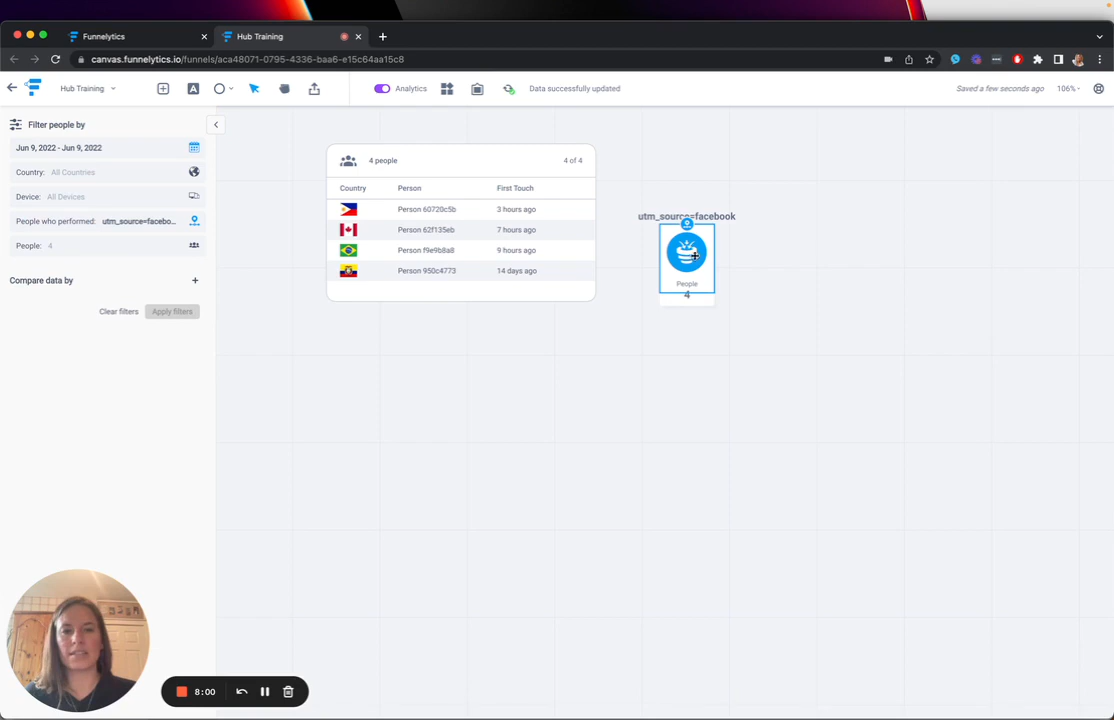 Funnelytics
Hub Training
canvas.funnelytics.io/funnels/aca48071-0795-4336-baa6-e15c64aa15c8
Hub Training
A
Analytics
Data successfully updated
Saved a few seconds ago
106%
Filter people by
Jun 9, 2022 - Jun 9, 2022
Country: All Countries
Device: All Devices
People who performed: utm_source=facebo...
People: 4
Compare data by
+
Clear filters
Apply filters
4 people
4 of 4
Country Person First Touch
Person 60720c5b 3 hours ago
Person 62f135eb 7 hours ago
Person f9e9b8a8 9 hours ago
Person 950c4773 14 days ago
utm_source=facebook
People
4
8:00